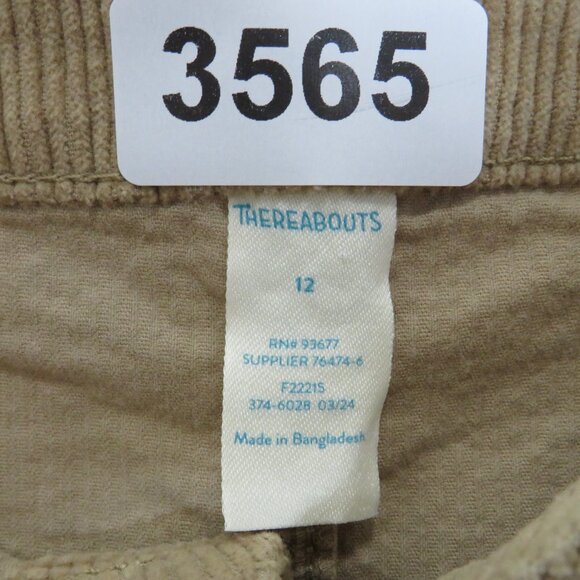 3565
THEREABOUTS
12
RN# 93677
SUPPLIER 76474-6
F2221S
374-6028 03/24
Made in Bangladesh